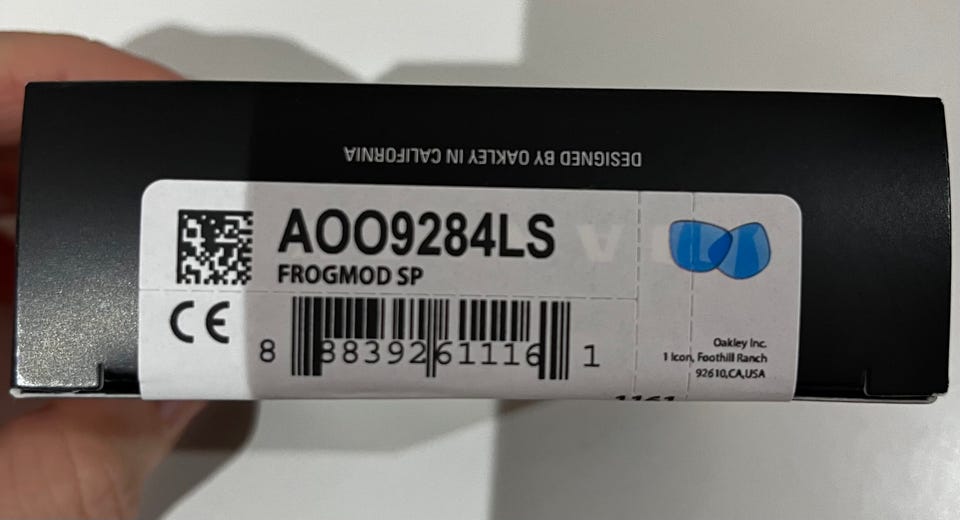 DESIGNED BY OAKLEY IN CALIFORNIA
AOO9284LS
FROGMOD SP
CE
8 88392 61116 1
Oakley Inc.
1 Icon, Foothill Ranch
92610,CA,USA